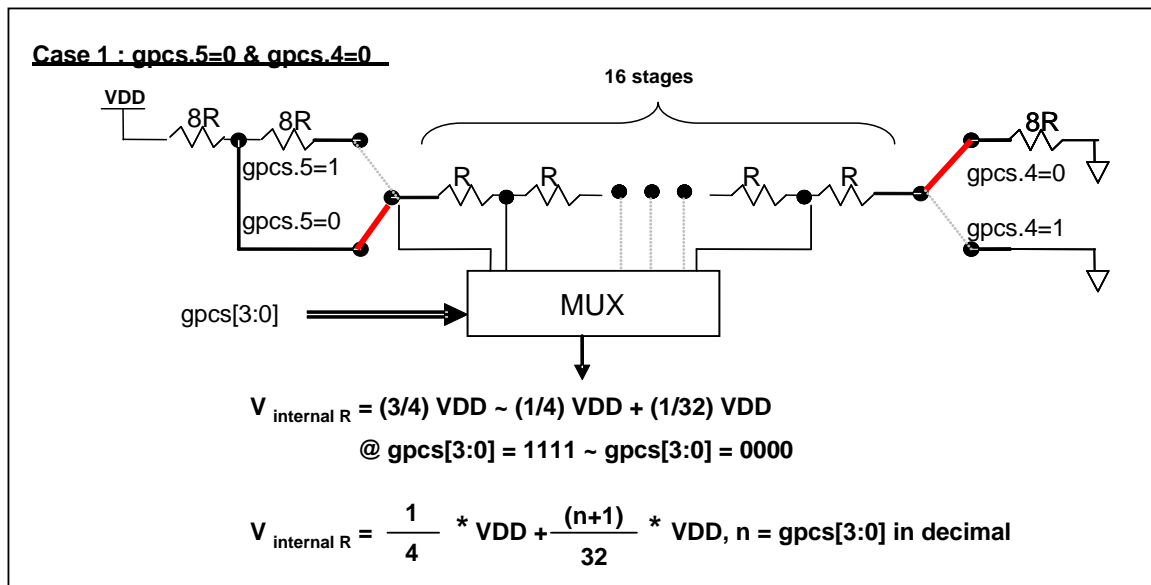 Case 1 : gpcs.5=0 & gpcs.4=0
16 stages
VDD
8R
8R
8R
gpcs.5=1
gpcs.4=0
R
R
R
R
gpcs.5=0
gpcs.4=1
gpcs[3:0]
MUX
V internal R = (3/4) VDD ~ (1/4) VDD + (1/32) VDD
@ gpcs[3:0] = 1111 ~ gpcs[3:0] = 0000
V internal R = 1/4 * VDD + (n+1)/32 * VDD, n = gpcs[3:0] in decimal